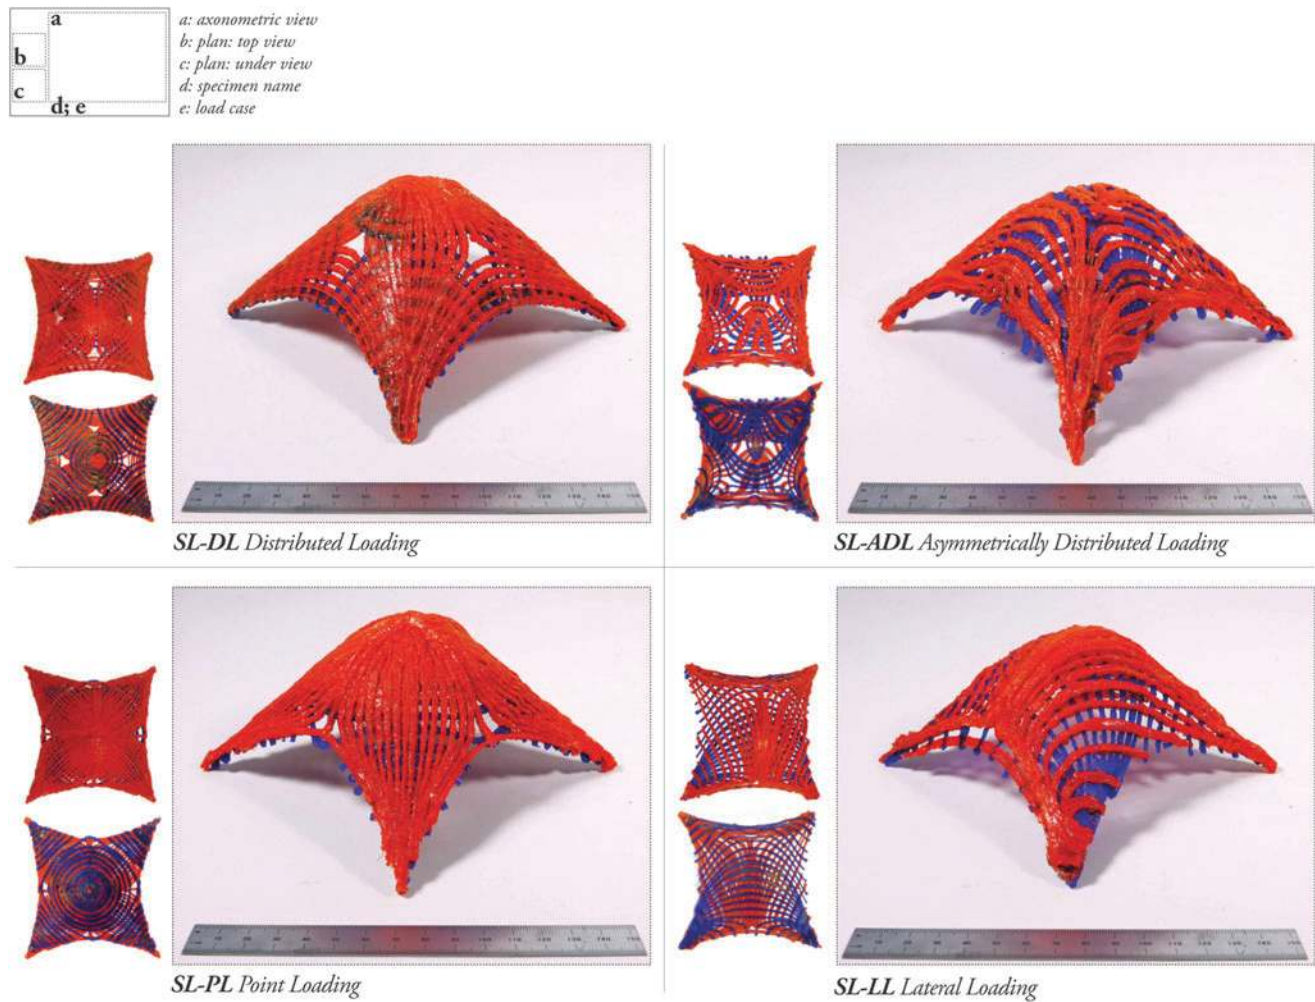 a
b
c
d; e
a: axonometric view
b: plan: top view
c: plan: under view
d: specimen name
e: load case
SL-DL Distributed Loading
SL-ADL Asymmetrically Distributed Loading
SL-PL Point Loading
SL-LL Lateral Loading